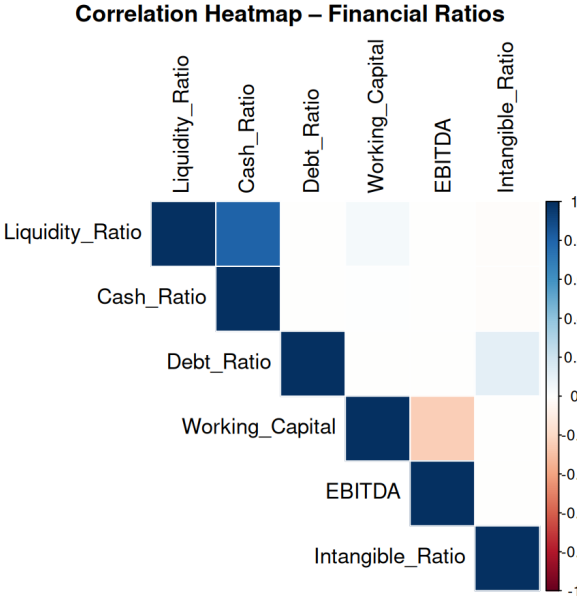 Correlation Heatmap – Financial Ratios
Liquidity_Ratio
Cash_Ratio
Debt_Ratio
Working_Capital
EBITDA
Intangible_Ratio
Liquidity_Ratio
Cash_Ratio
Debt_Ratio
Working_Capital
EBITDA
Intangible_Ratio
1
0